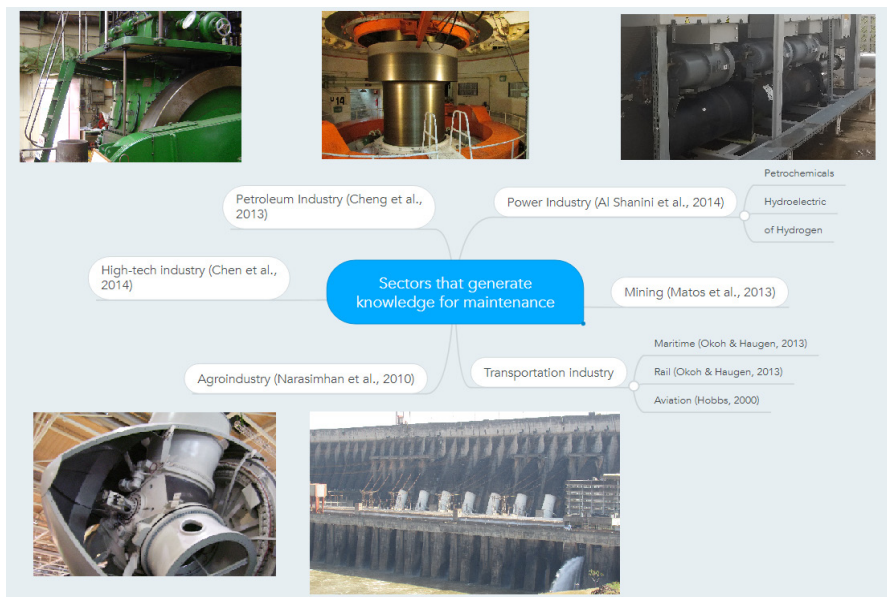 Petroleum Industry (Cheng et al.,
2013)
Power Industry (Al Shanini et al., 2014)
Petrochemicals
Hydroelectric
of Hydrogen
High-tech industry (Chen et al.,
2014)
Sectors that generate
knowledge for maintenance
Mining (Matos et al., 2013)
Agroindustry (Narasimhan et al., 2010)
Transportation industry
Maritime (Okoh & Haugen, 2013)
Rail (Okoh & Haugen, 2013)
Aviation (Hobbs, 2000)